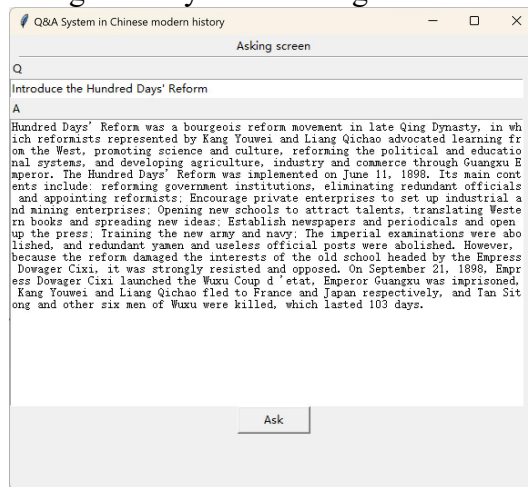 Q&A System in Chinese modern history
Asking screen
Q
Introduce the Hundred Days' Reform
A
Hundred Days' Reform was a bourgeois reform movement in late Qing Dynasty, in wh
ich reformists represented by Kang Youwei and Liang Qichao advocated learning fr
om the West, promoting science and culture, reforming the political and educatio
nal systems, and developing agriculture, industry and commerce through Guangxu E
mperor. The Hundred Days' Reform was implemented on June 11, 1898. Its main cont
ents include: reforming government institutions, eliminating redundant officials
and appointing reformists; Encourage private enterprises to set up industrial a
nd mining enterprises; Opening new schools to attract talents, translating Weste
rn books and spreading new ideas; Establish newspapers and periodicals and open
up the press; Training the new army and navy; The imperial examinations were abo
lished, and redundant yamen and useless official posts were abolished. However,
because the reform damaged the interests of the old school headed by the Empress
Dowager Cixi, it was strongly resisted and opposed. On September 21, 1898, Empr
ess Dowager Cixi launched the Wuxu Coup d 'etat, Emperor Guangxu was imprisoned,
Kang Youwei and Liang Qichao fled to France and Japan respectively, and Tan Sit
ong and other six men of Wuxu were killed, which lasted 103 days.
Ask